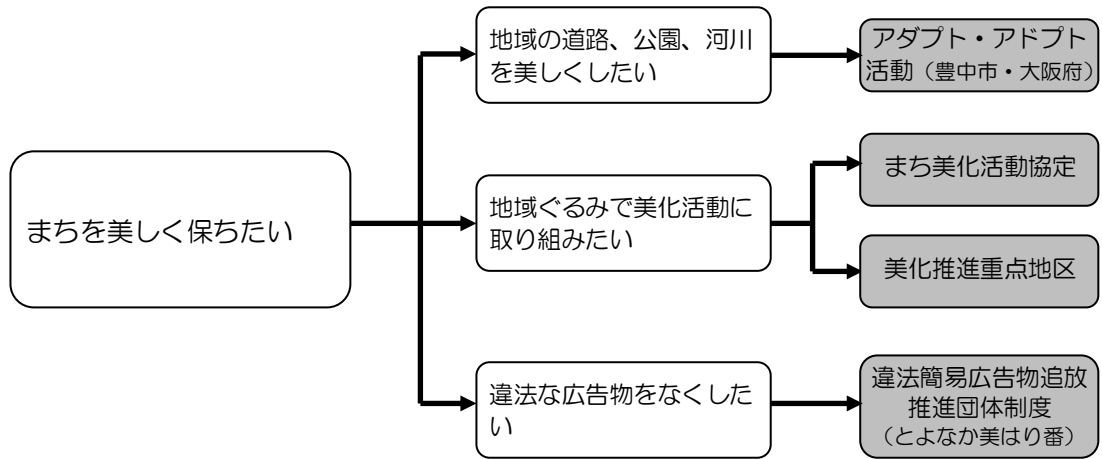 まちを美しく保ちたい
地域の道路、公園、河川
を美しくしたい
アダプト・アドプト
活動（豊中市・大阪府）
地域ぐるみで美化活動に
取り組みたい
まち美化活動協定
美化推進重点地区
違法な広告物をなくした
い
違法簡易広告物追放
推進団体制度
（とよなか美はり番）